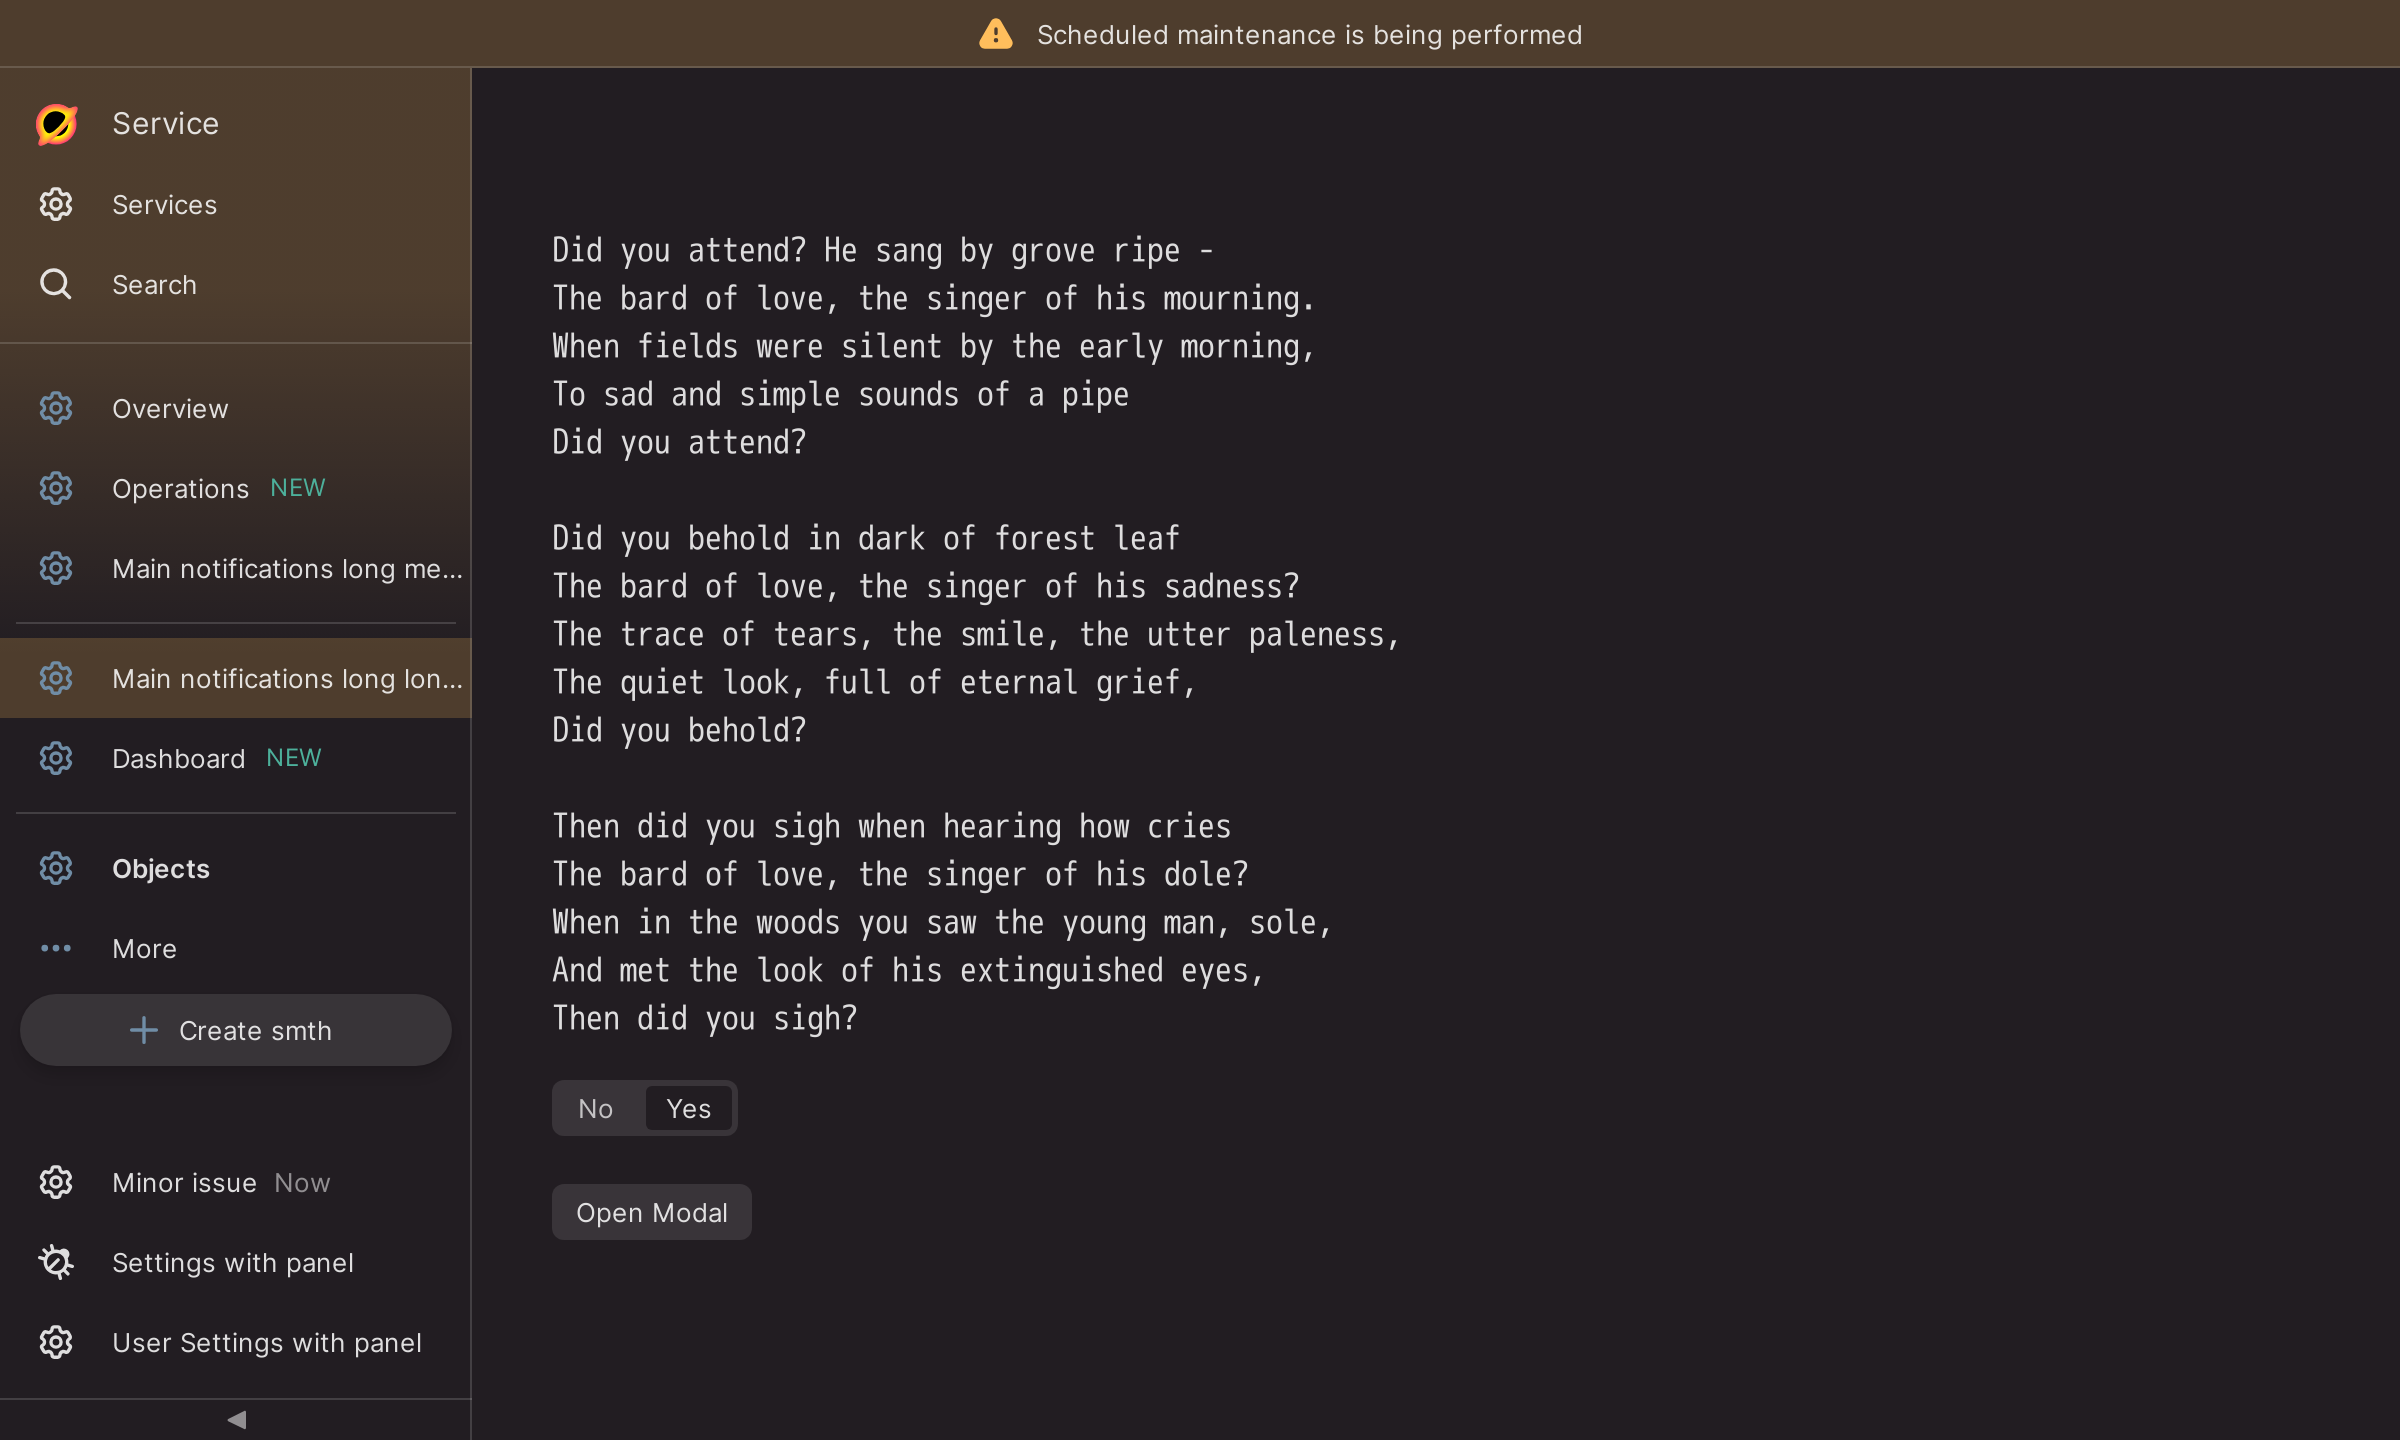 Scheduled maintenance is being performed
Service
Services
Search
Overview
Operations NEW
Main notifications long me...
Main notifications long lon...
Dashboard NEW
Objects
More
Create smth
Minor issue Now
Settings with panel
User Settings with panel
Did you attend? He sang by grove ripe -
The bard of love, the singer of his mourning.
When fields were silent by the early morning,
To sad and simple sounds of a pipe
Did you attend?
Did you behold in dark of forest leaf
The bard of love, the singer of his sadness?
The trace of tears, the smile, the utter paleness,
The quiet look, full of eternal grief,
Did you behold?
Then did you sigh when hearing how cries
The bard of love, the singer of his dole?
When in the woods you saw the young man, sole,
And met the look of his extinguished eyes,
Then did you sigh?
No Yes
Open Modal